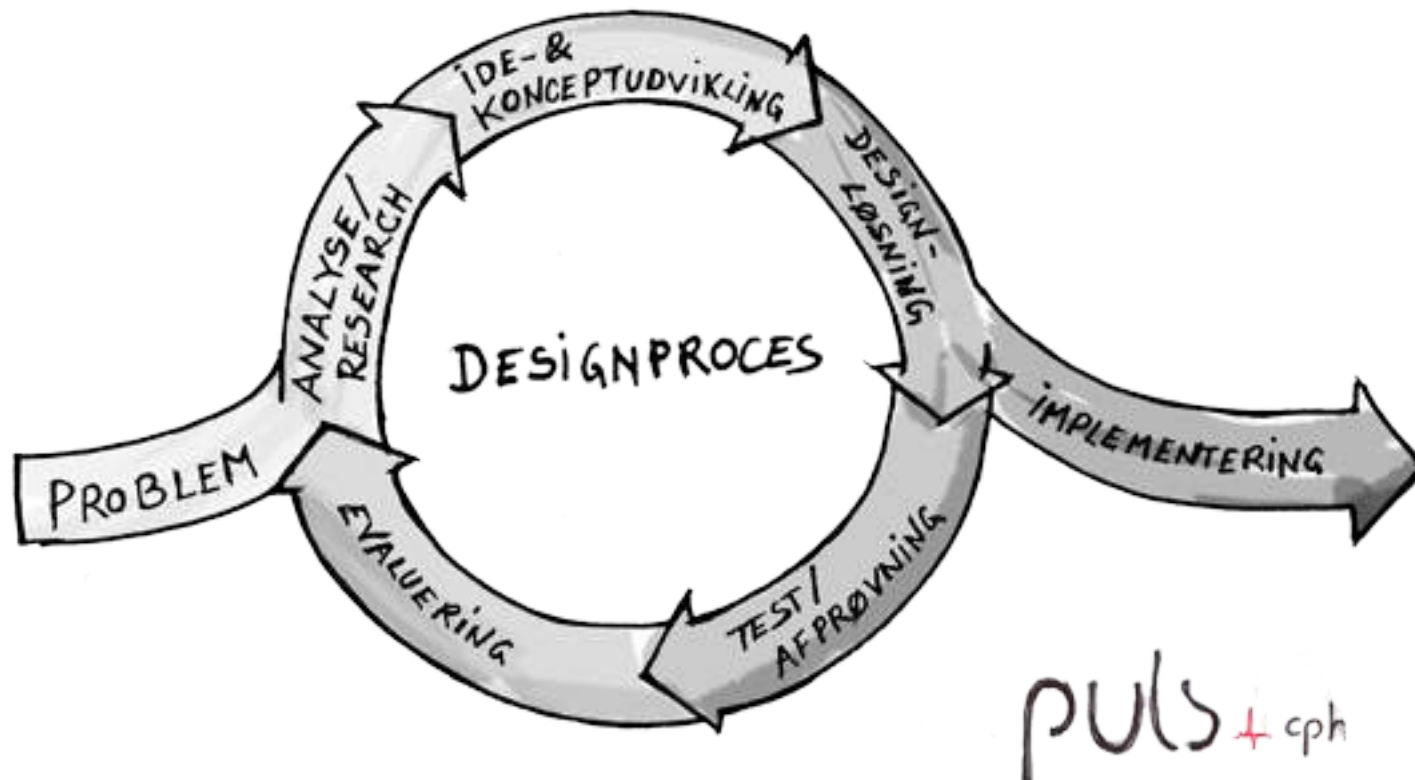 PROBLEM
ANALYSE/
RESEARCH
iDE- &
KONCEPTUDVIKLING
DESIGN-
LØSNING
IMPLEMENTERING
TEST/
AFPRØVNING
EVALUERING
DESIGNPROCES
puls cph